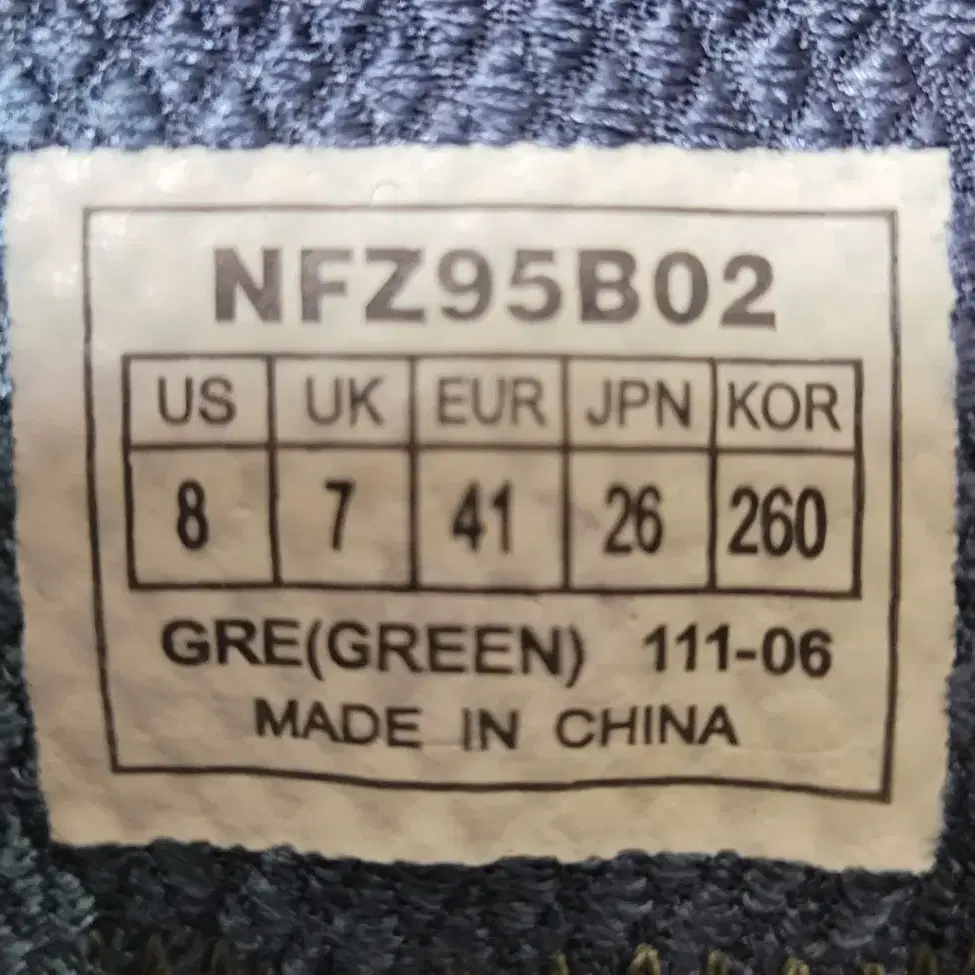 NFZ95B02
US UK EUR JPN KOR
8 7 41 26 260
GRE(GREEN) 111-06
MADE IN CHINA